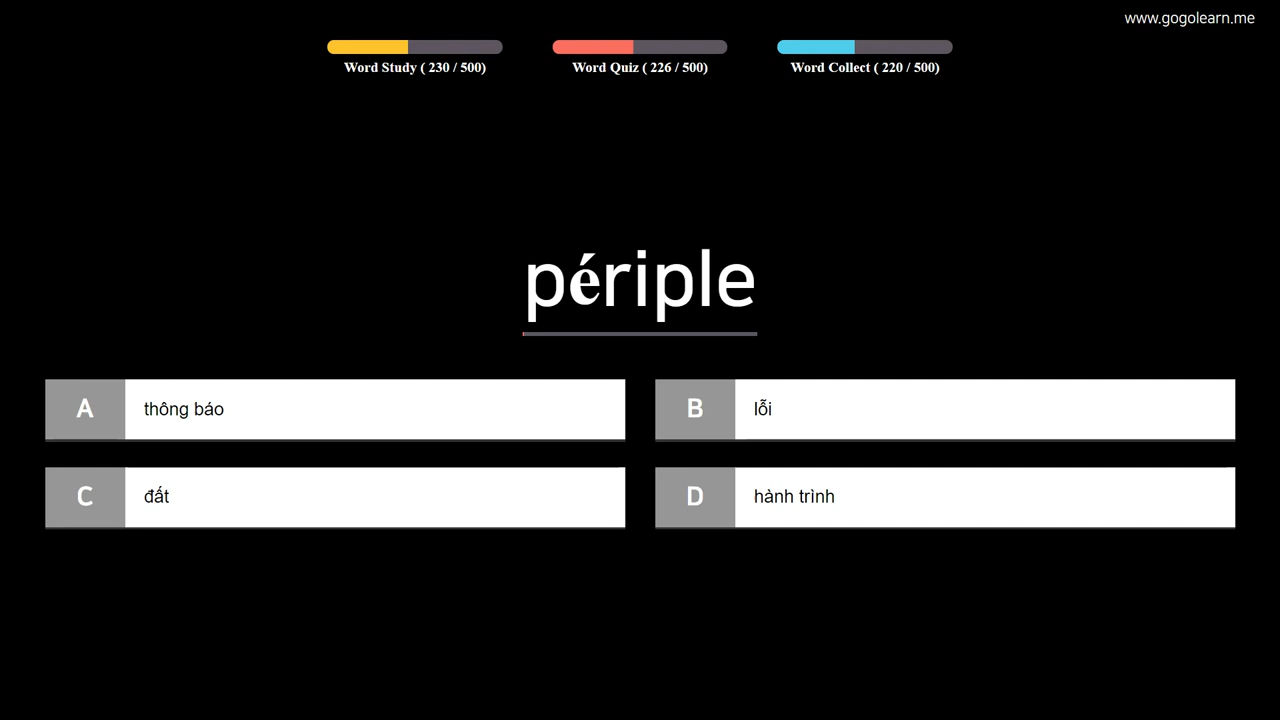 www.gogolearn.me
Word Study ( 230 / 500)
Word Quiz ( 226 / 500)
Word Collect ( 220 / 500)
périple
A thông báo
B lỗi
C đất
D hành trình